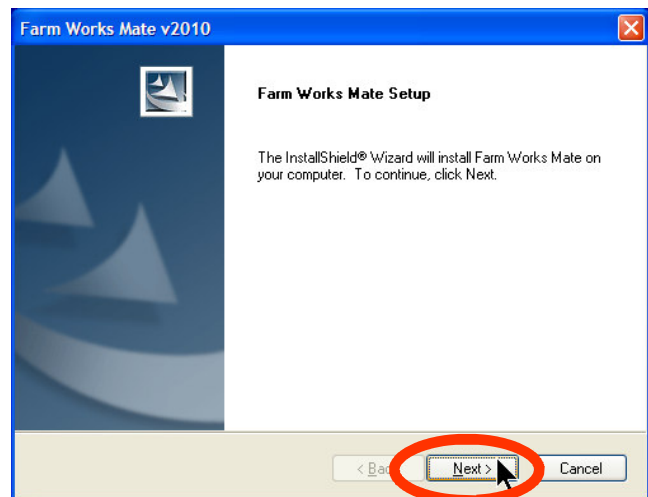 Farm Works Mate v2010
Farm Works Mate Setup
The InstallShield® Wizard will install Farm Works Mate on
your computer. To continue, click Next.
< Bac Next > Cancel